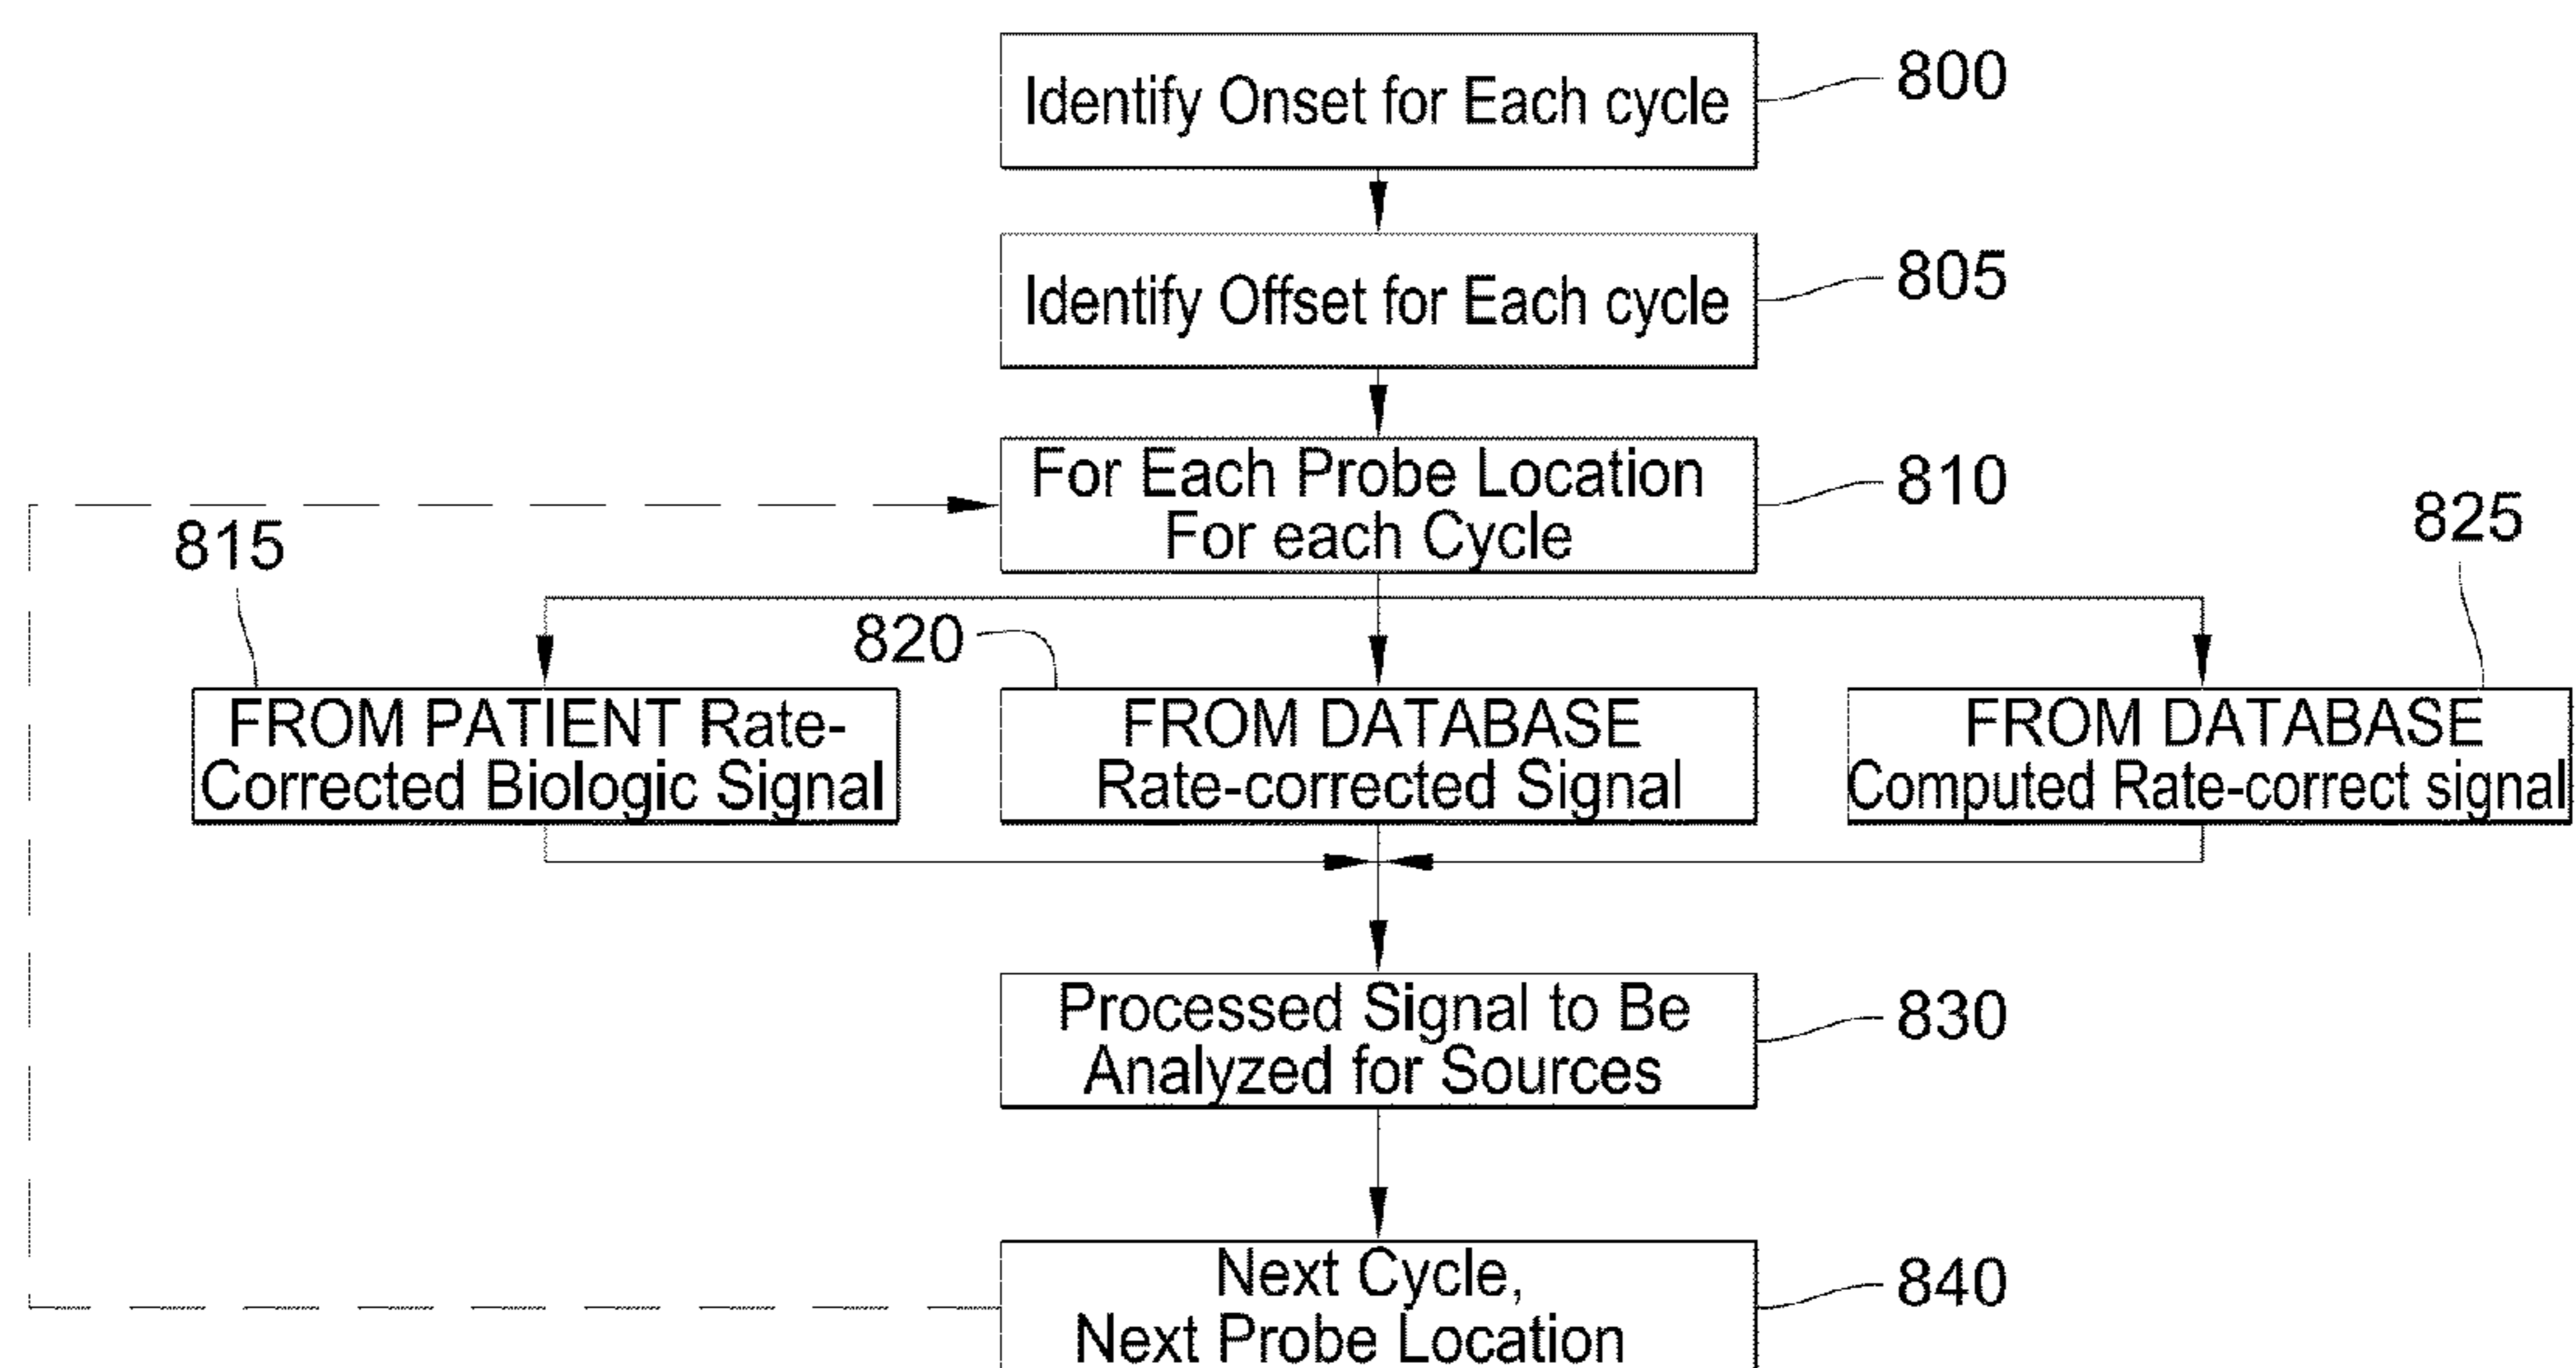 Identify Onset for Each cycle
800
Identify Offset for Each cycle
805
For Each Probe Location
For each Cycle
810
815
820
825
FROM PATIENT Rate-
Corrected Biologic Signal
FROM DATABASE
Rate-corrected Signal
FROM DATABASE
Computed Rate-correct signal
Processed Signal to Be
Analyzed for Sources
830
Next Cycle,
Next Probe Location
840